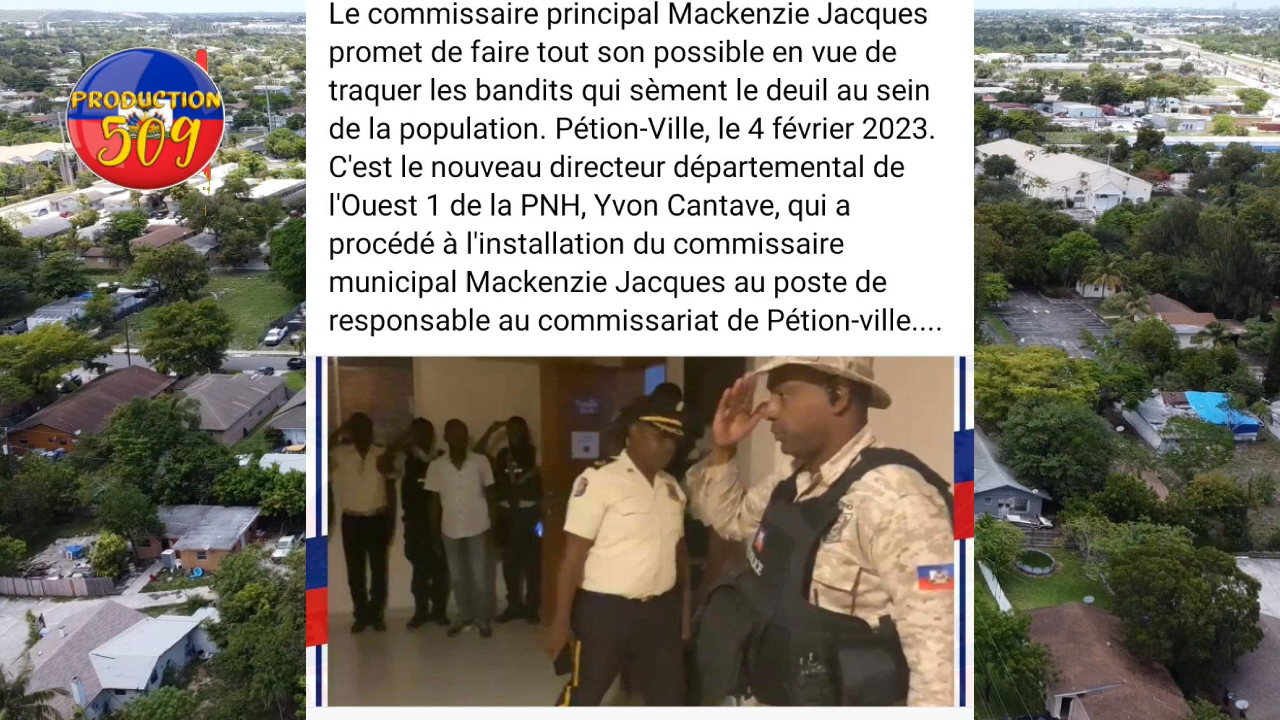 Le commissaire principal Mackenzie Jacques
promet de faire tout son possible en vue de
traquer les bandits qui sèment le deuil au sein
de la population. Pétion-Ville, le 4 février 2023.
C'est le nouveau directeur départemental de
l'Ouest 1 de la PNH, Yvon Cantave, qui a
procédé à l'installation du commissaire
municipal Mackenzie Jacques au poste de
responsable au commissariat de Pétion-ville....
PRODUCTION
509